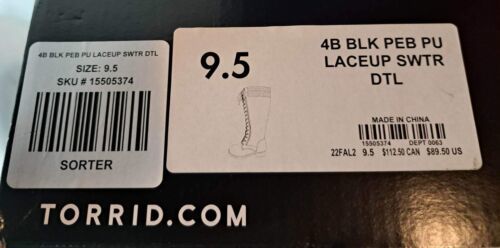 4B BLK PEB PU LACEUP SWTR DTL
SIZE: 9.5
SKU # 15505374
SORTER
9.5
4B BLK PEB PU
LACEUP SWTR
DTL
MADE IN CHINA
15505374 DEPT 0063
22FAL2 9.5 $112.50 CAN $89.50 US
TORRID.COM